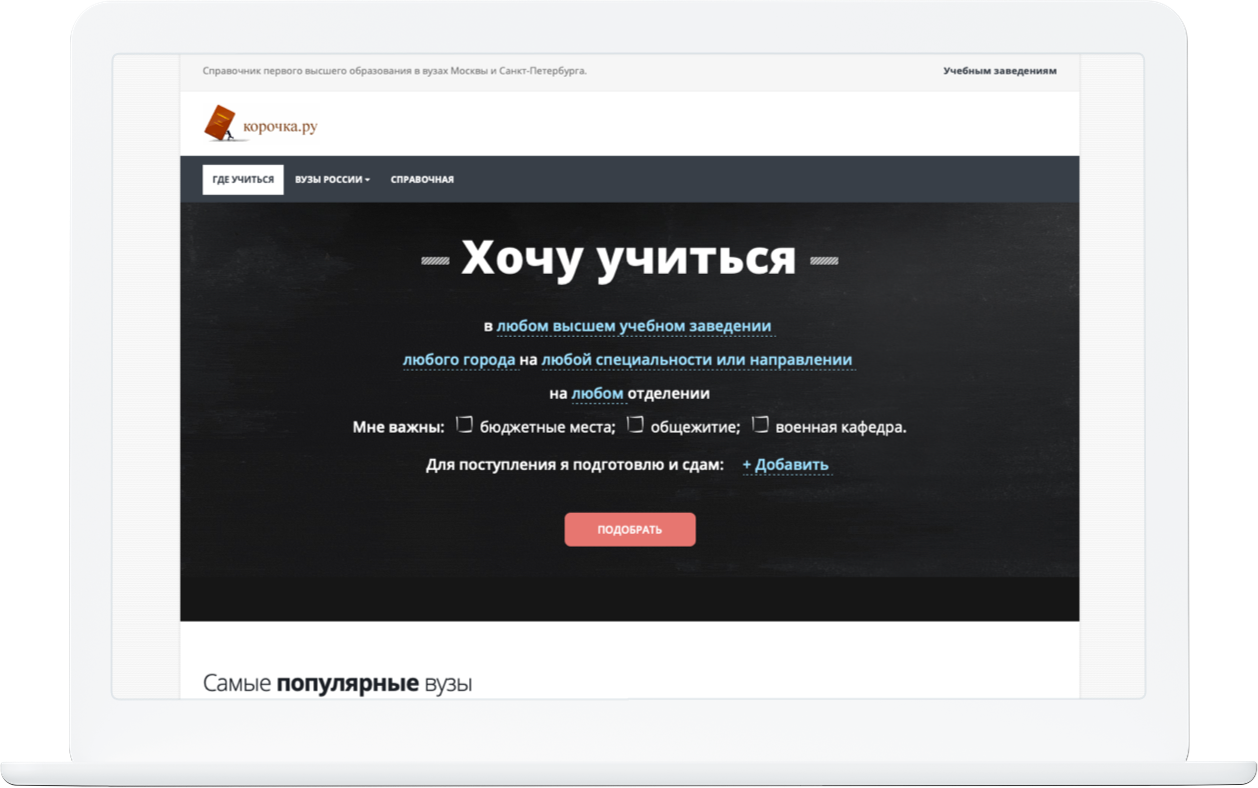 Справочник первого высшего образования в вузах Москвы и Санкт-Петербурга.
Учебным заведениям
корочка.ру
ГДЕ УЧИТЬСЯ ВУЗЫ РОССИИ СПРАВОЧНАЯ
Хочу учиться
в любом высшем учебном заведении
любого города на любой специальности или направлении
на любом отделении
Мне важны: бюджетные места; общежитие; военная кафедра.
Для поступления я подготовлю и сдам: + Добавить
ПОДОБРАТЬ
Самые популярные вузы